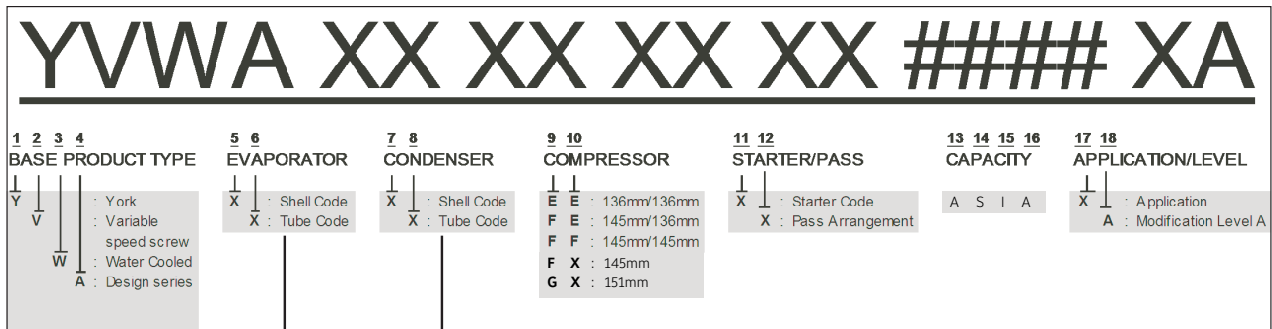 YVWA XX XX XX XX #### XA
1 2 3 4 5 6 7 8 9 10 11 12 13 14 15 16 17 18
BASE PRODUCT TYPE EVAPORATOR CONDENSER COMPRESSOR STARTER/PASS CAPACITY APPLICATION/LEVEL
Y : York
V : Variable
speed screw
W : Water Cooled
A : Design series
X : Shell Code
X : Tube Code
X : Shell Code
X : Tube Code
E E : 136mm/136mm
F E : 145mm/136mm
F F : 145mm/145mm
F X : 145mm
G X : 151mm
X : Starter Code
X : Pass Arrangement
A S I A
X : Application
A : Modification Level A